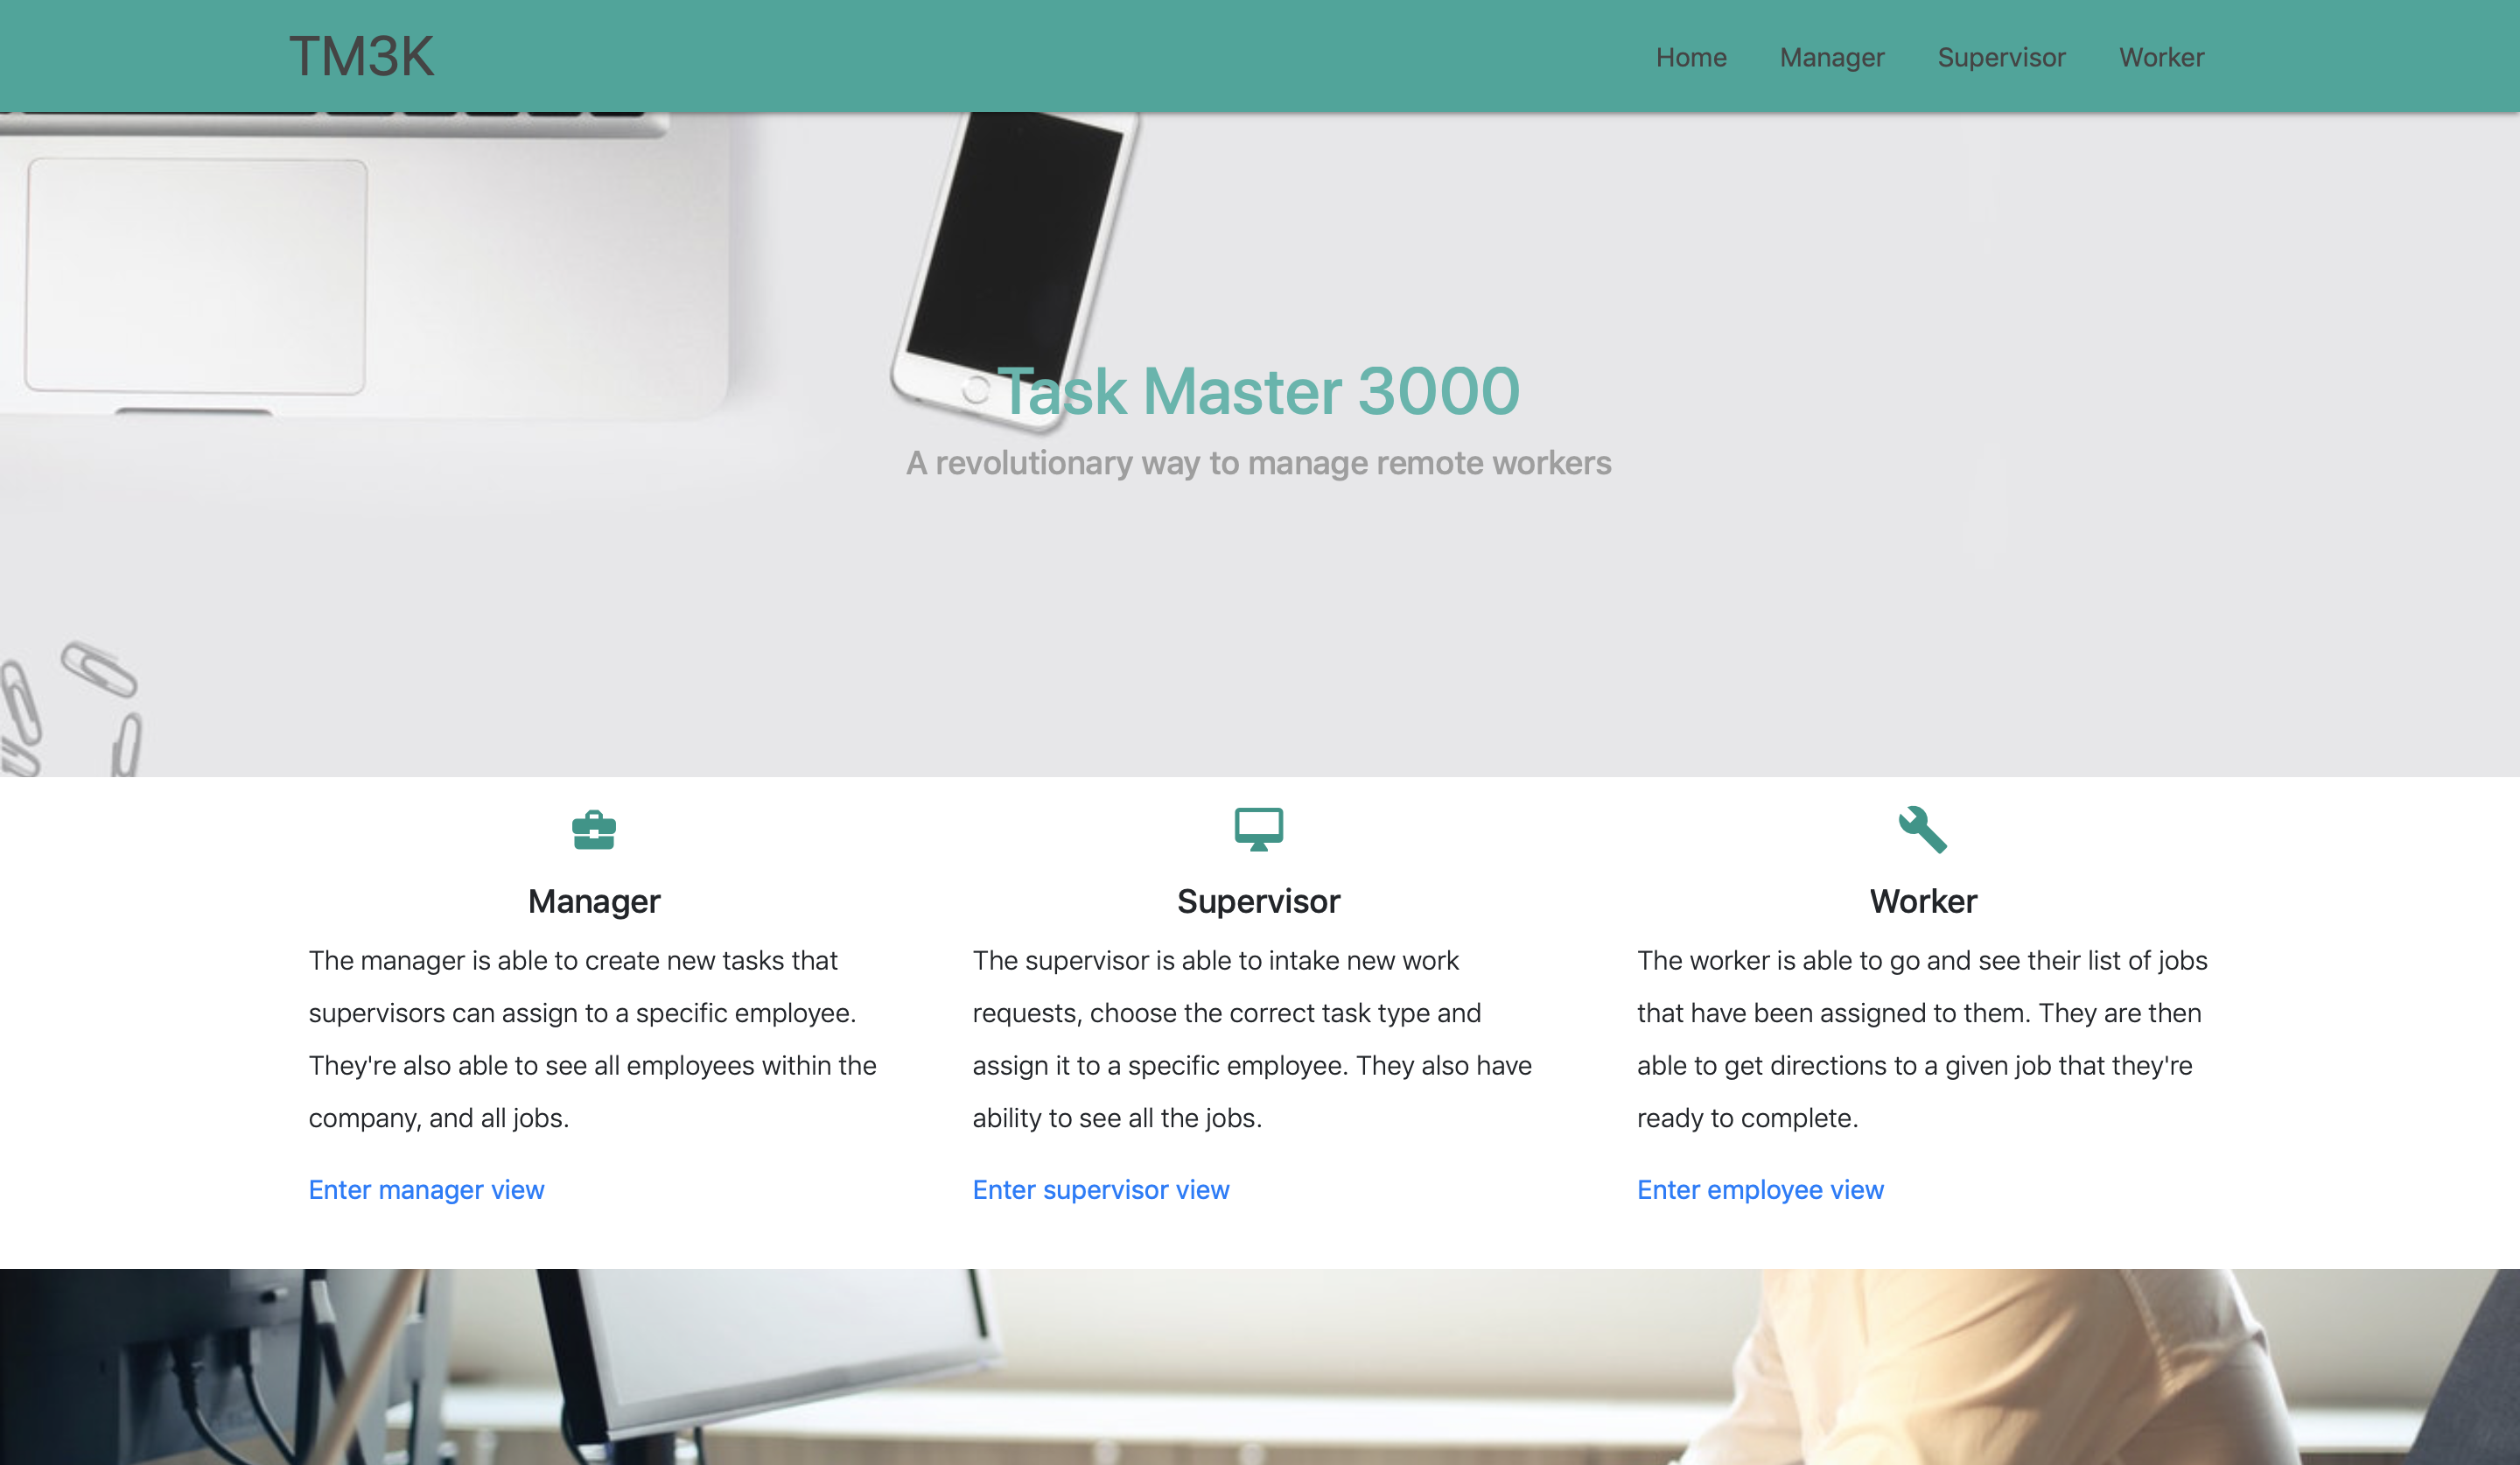 TM3K
Home Manager Supervisor Worker
Task Master 3000
A revolutionary way to manage remote workers
Manager
The manager is able to create new tasks that
supervisors can assign to a specific employee.
They're also able to see all employees within the
company, and all jobs.
Enter manager view
Supervisor
The supervisor is able to intake new work
requests, choose the correct task type and
assign it to a specific employee. They also have
ability to see all the jobs.
Enter supervisor view
Worker
The worker is able to go and see their list of jobs
that have been assigned to them. They are then
able to get directions to a given job that they're
ready to complete.
Enter employee view